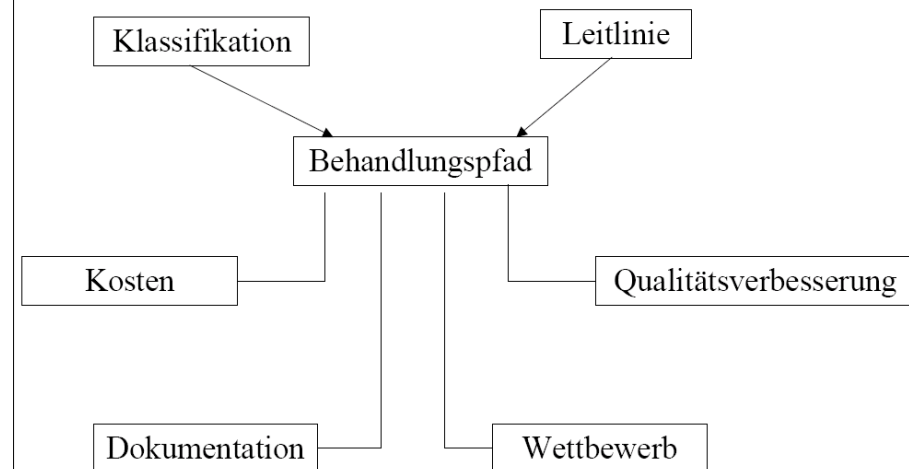 Klassifikation
Leitlinie
Behandlungspfad
Kosten
Qualitätsverbesserung
Dokumentation
Wettbewerb